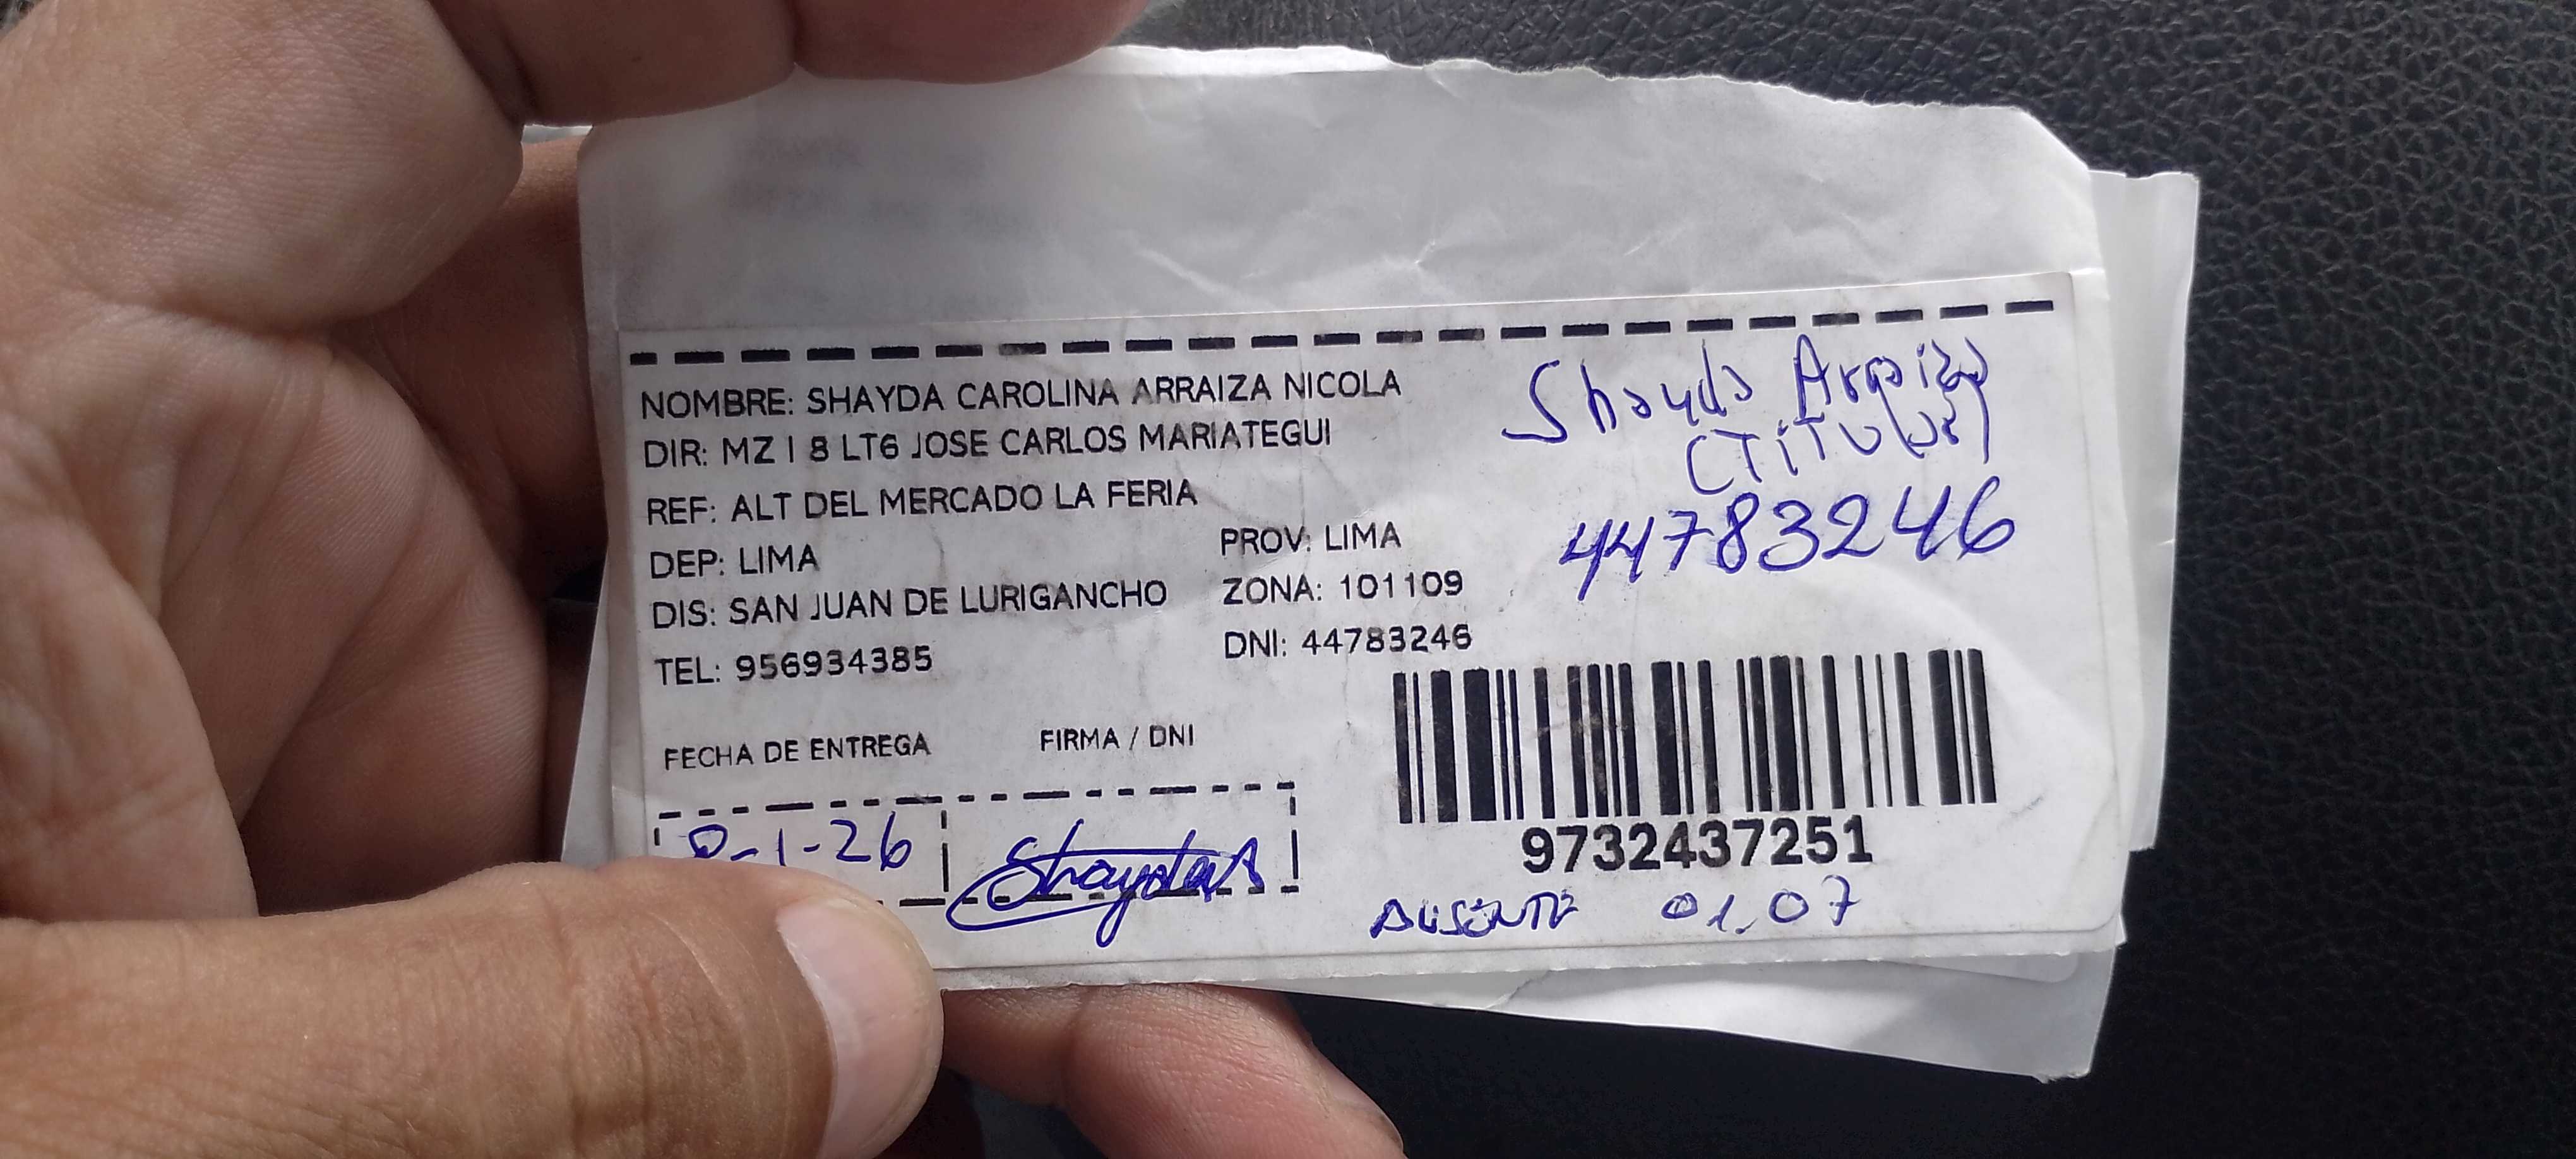 NOMBRE: SHAYDA CAROLINA ARRAIZA NICOLA
DIR: MZ I 8 LT6 JOSE CARLOS MARIATEGUI
REF: ALT DEL MERCADO LA FERIA
DEP: LIMA PROV: LIMA
DIS: SAN JUAN DE LURIGANCHO ZONA: 101109
TEL: 956934385 DNI: 44783246
Shayda Arraiza
(TiTular)
44783246
FECHA DE ENTREGA FIRMA / DNI
8-1-26 Shayda
9732437251
AUSENTE 01.07